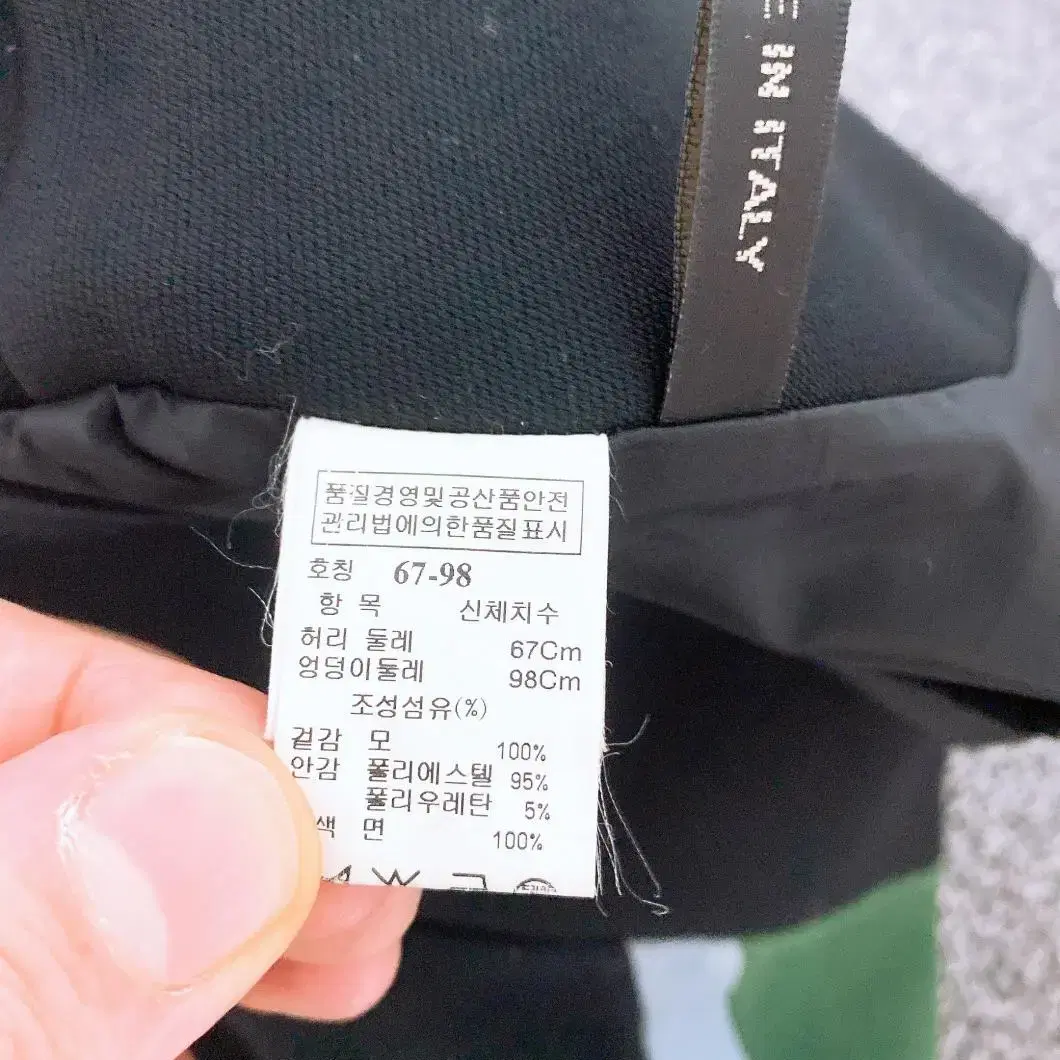 E IN ITALY
품질경영및공산품안전
관리법에의한품질표시
호칭 67-98
항 목 신체치수
허리 둘레 67Cm
엉덩이둘레 98Cm
조성섬유(%)
겉감 모 100%
안감 폴리에스텔 95%
폴리우레탄 5%
색 면 100%